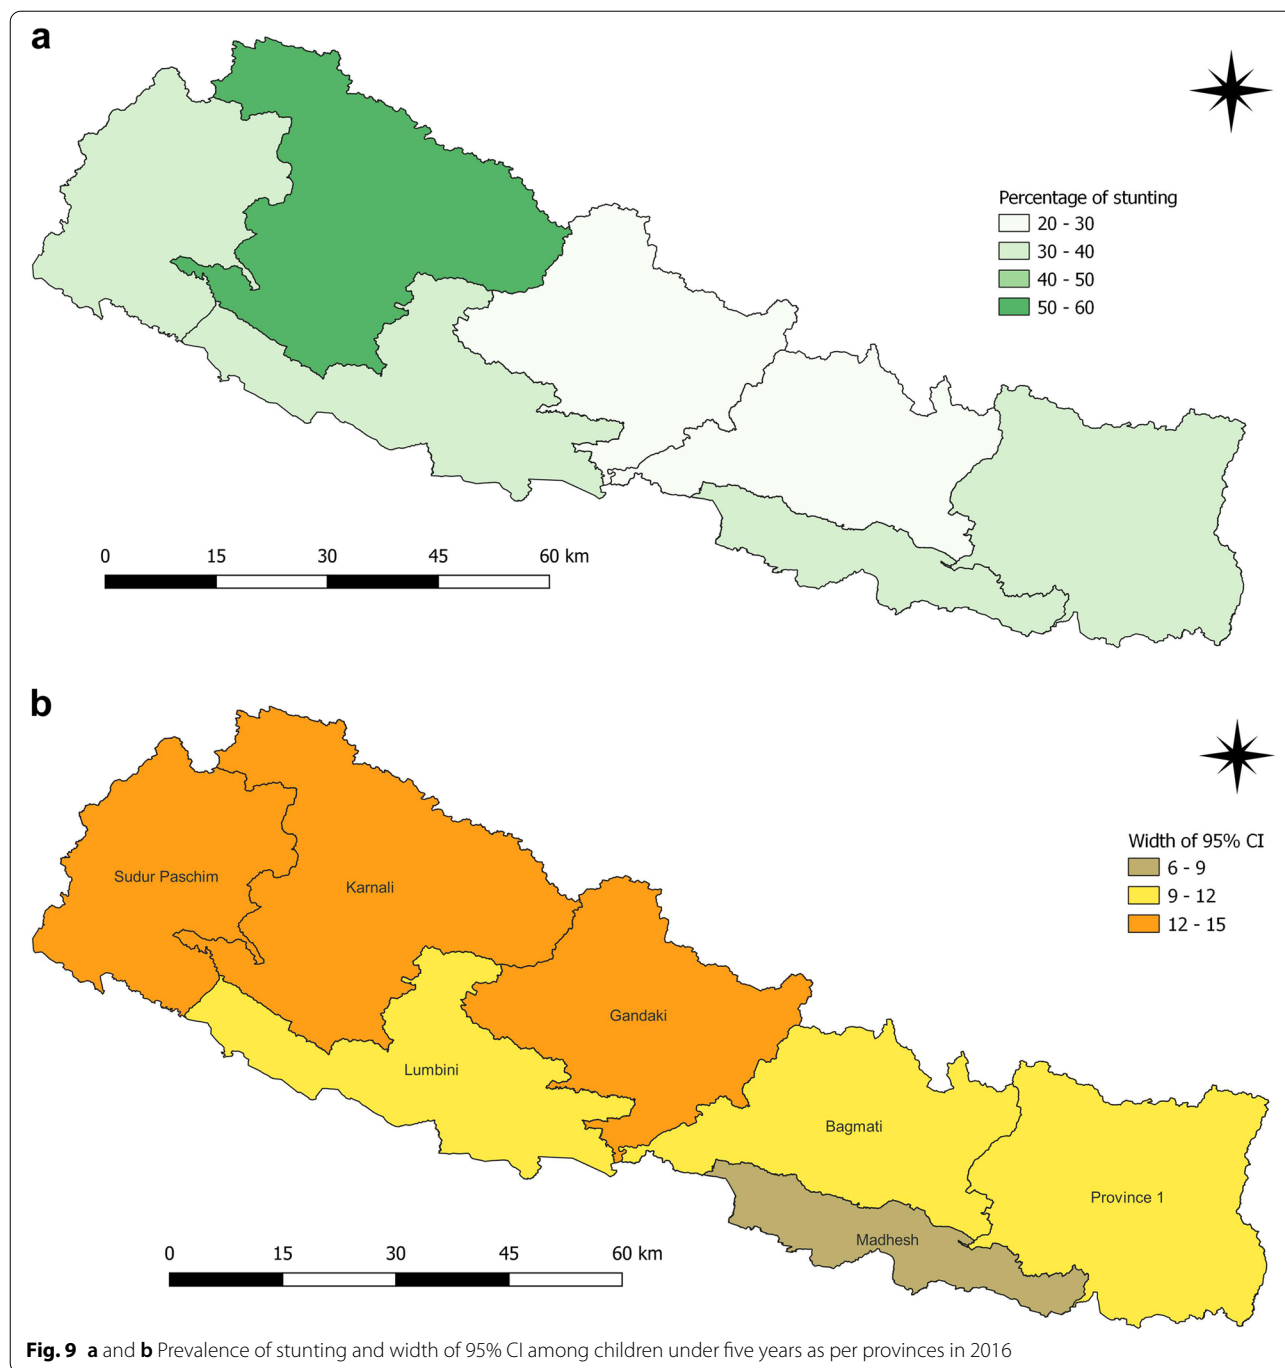 a
Percentage of stunting
20 - 30
30 - 40
40 - 50
50 - 60
0 15 30 45 60 km
b
Width of 95% CI
6 - 9
9 - 12
12 - 15
Sudur Paschim
Karnali
Gandaki
Lumbini
Bagmati
Province 1
Madhesh
0 15 30 45 60 km
Fig. 9 a and b Prevalence of stunting and width of 95% CI among children under five years as per provinces in 2016